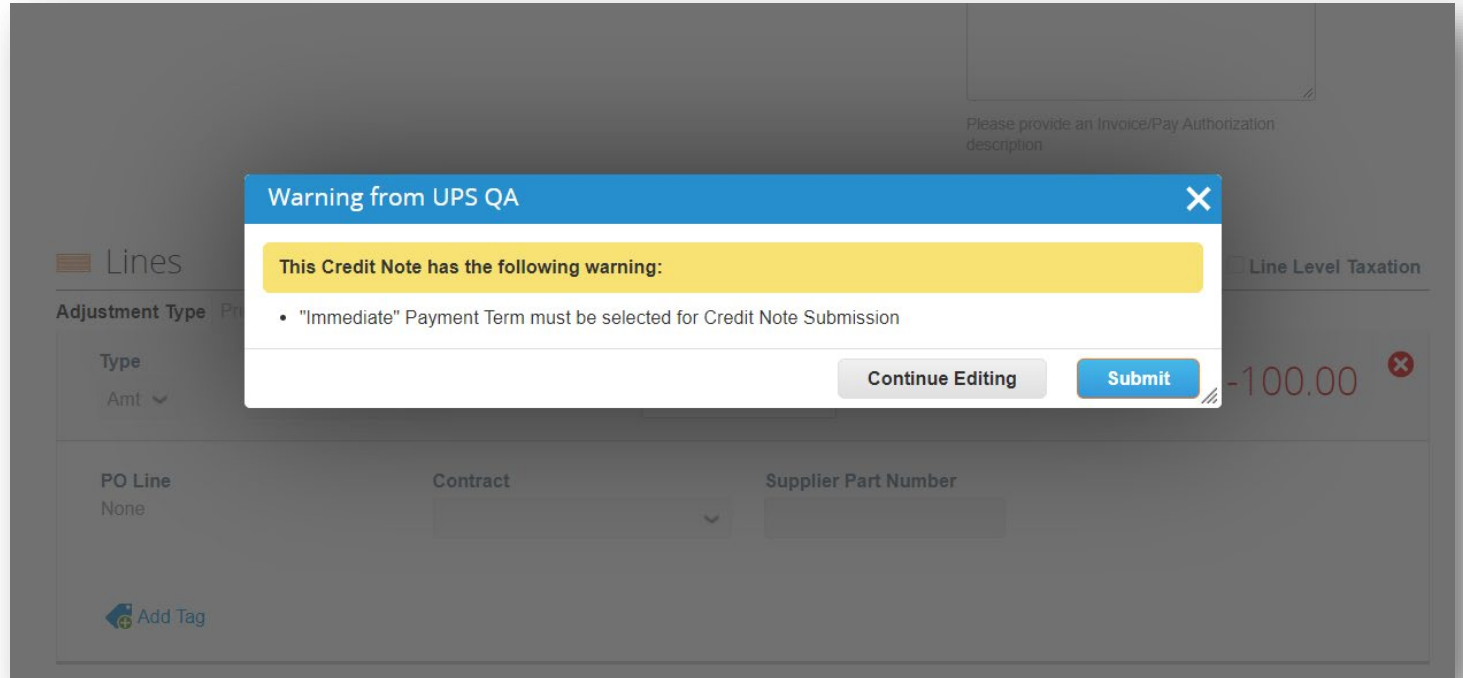 Please provide an Invoice/Pay Authorization
description
Warning from UPS QA
This Credit Note has the following warning:
• "Immediate" Payment Term must be selected for Credit Note Submission
Continue Editing
Submit
Lines
Line Level Taxation
Adjustment Type
Type
Amt
-100.00
PO Line
None
Contract
Supplier Part Number
Add Tag